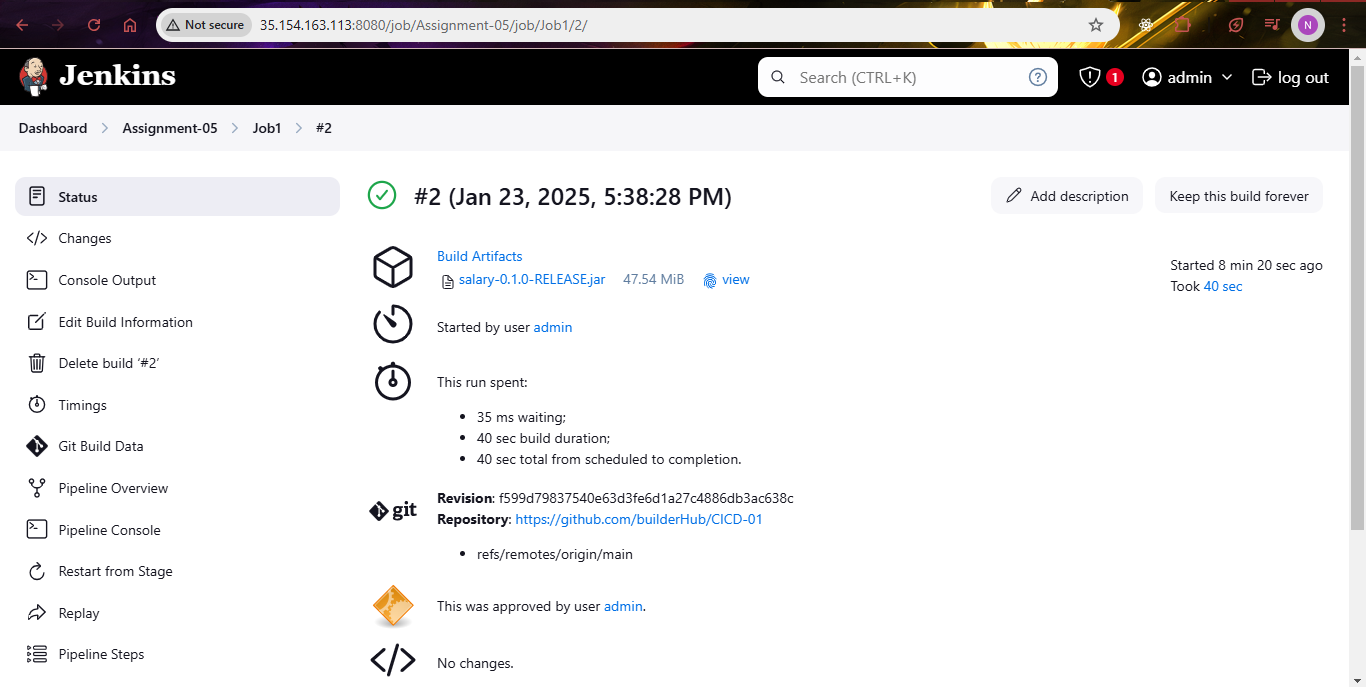 Not secure 35.154.163.113:8080/job/Assignment-05/job/Job1/2/
N
Jenkins
Search (CTRL+K)
?
1
admin
log out
Dashboard
Assignment-05
Job1
#2
Status
Changes
Console Output
Edit Build Information
Delete build ‘#2’
Timings
Git Build Data
Pipeline Overview
Pipeline Console
Restart from Stage
Replay
Pipeline Steps
#2 (Jan 23, 2025, 5:38:28 PM)
Add description
Keep this build forever
Build Artifacts
salary-0.1.0-RELEASE.jar 47.54 MiB view
Started 8 min 20 sec ago
Took 40 sec
Started by user admin
This run spent:
35 ms waiting;
40 sec build duration;
40 sec total from scheduled to completion.
git
Revision: f599d79837540e63d3fe6d1a27c4886db3ac638c
Repository: https://github.com/builderHub/CICD-01
refs/remotes/origin/main
This was approved by user admin.
No changes.